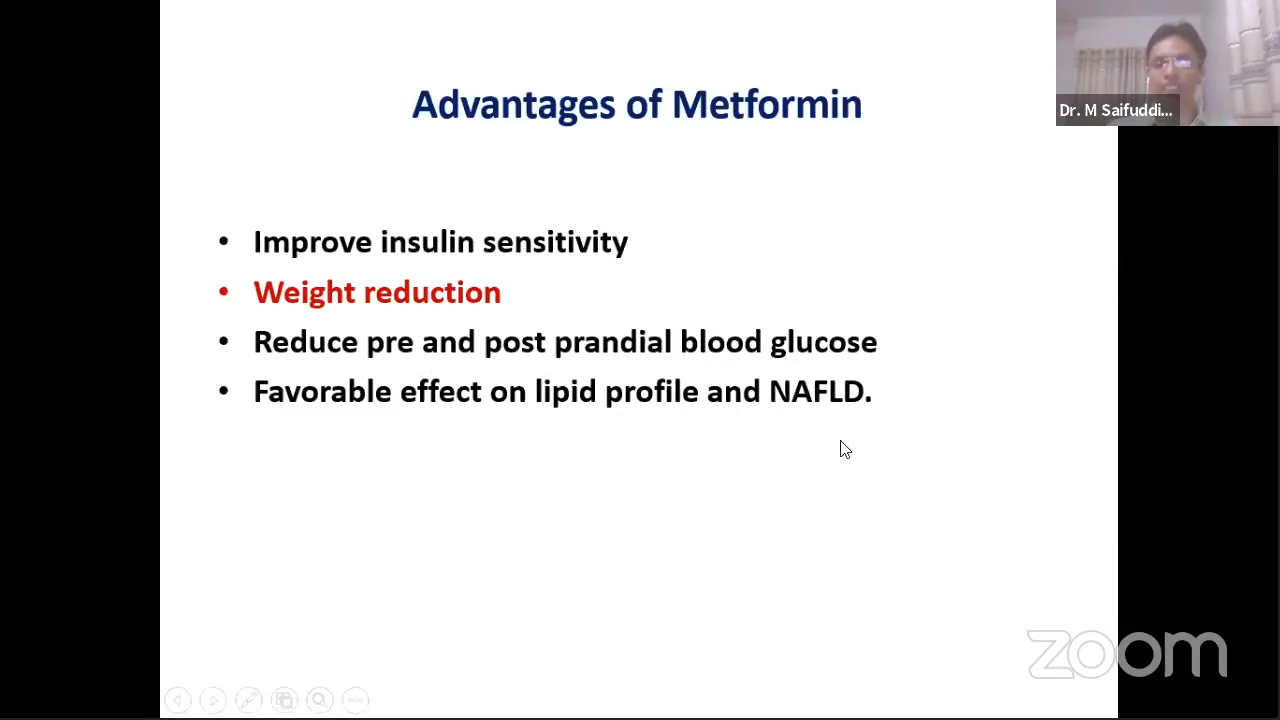 Advantages of Metformin
Dr. M Saifuddi...
• Improve insulin sensitivity
• Weight reduction
• Reduce pre and post prandial blood glucose
• Favorable effect on lipid profile and NAFLD.
zoom